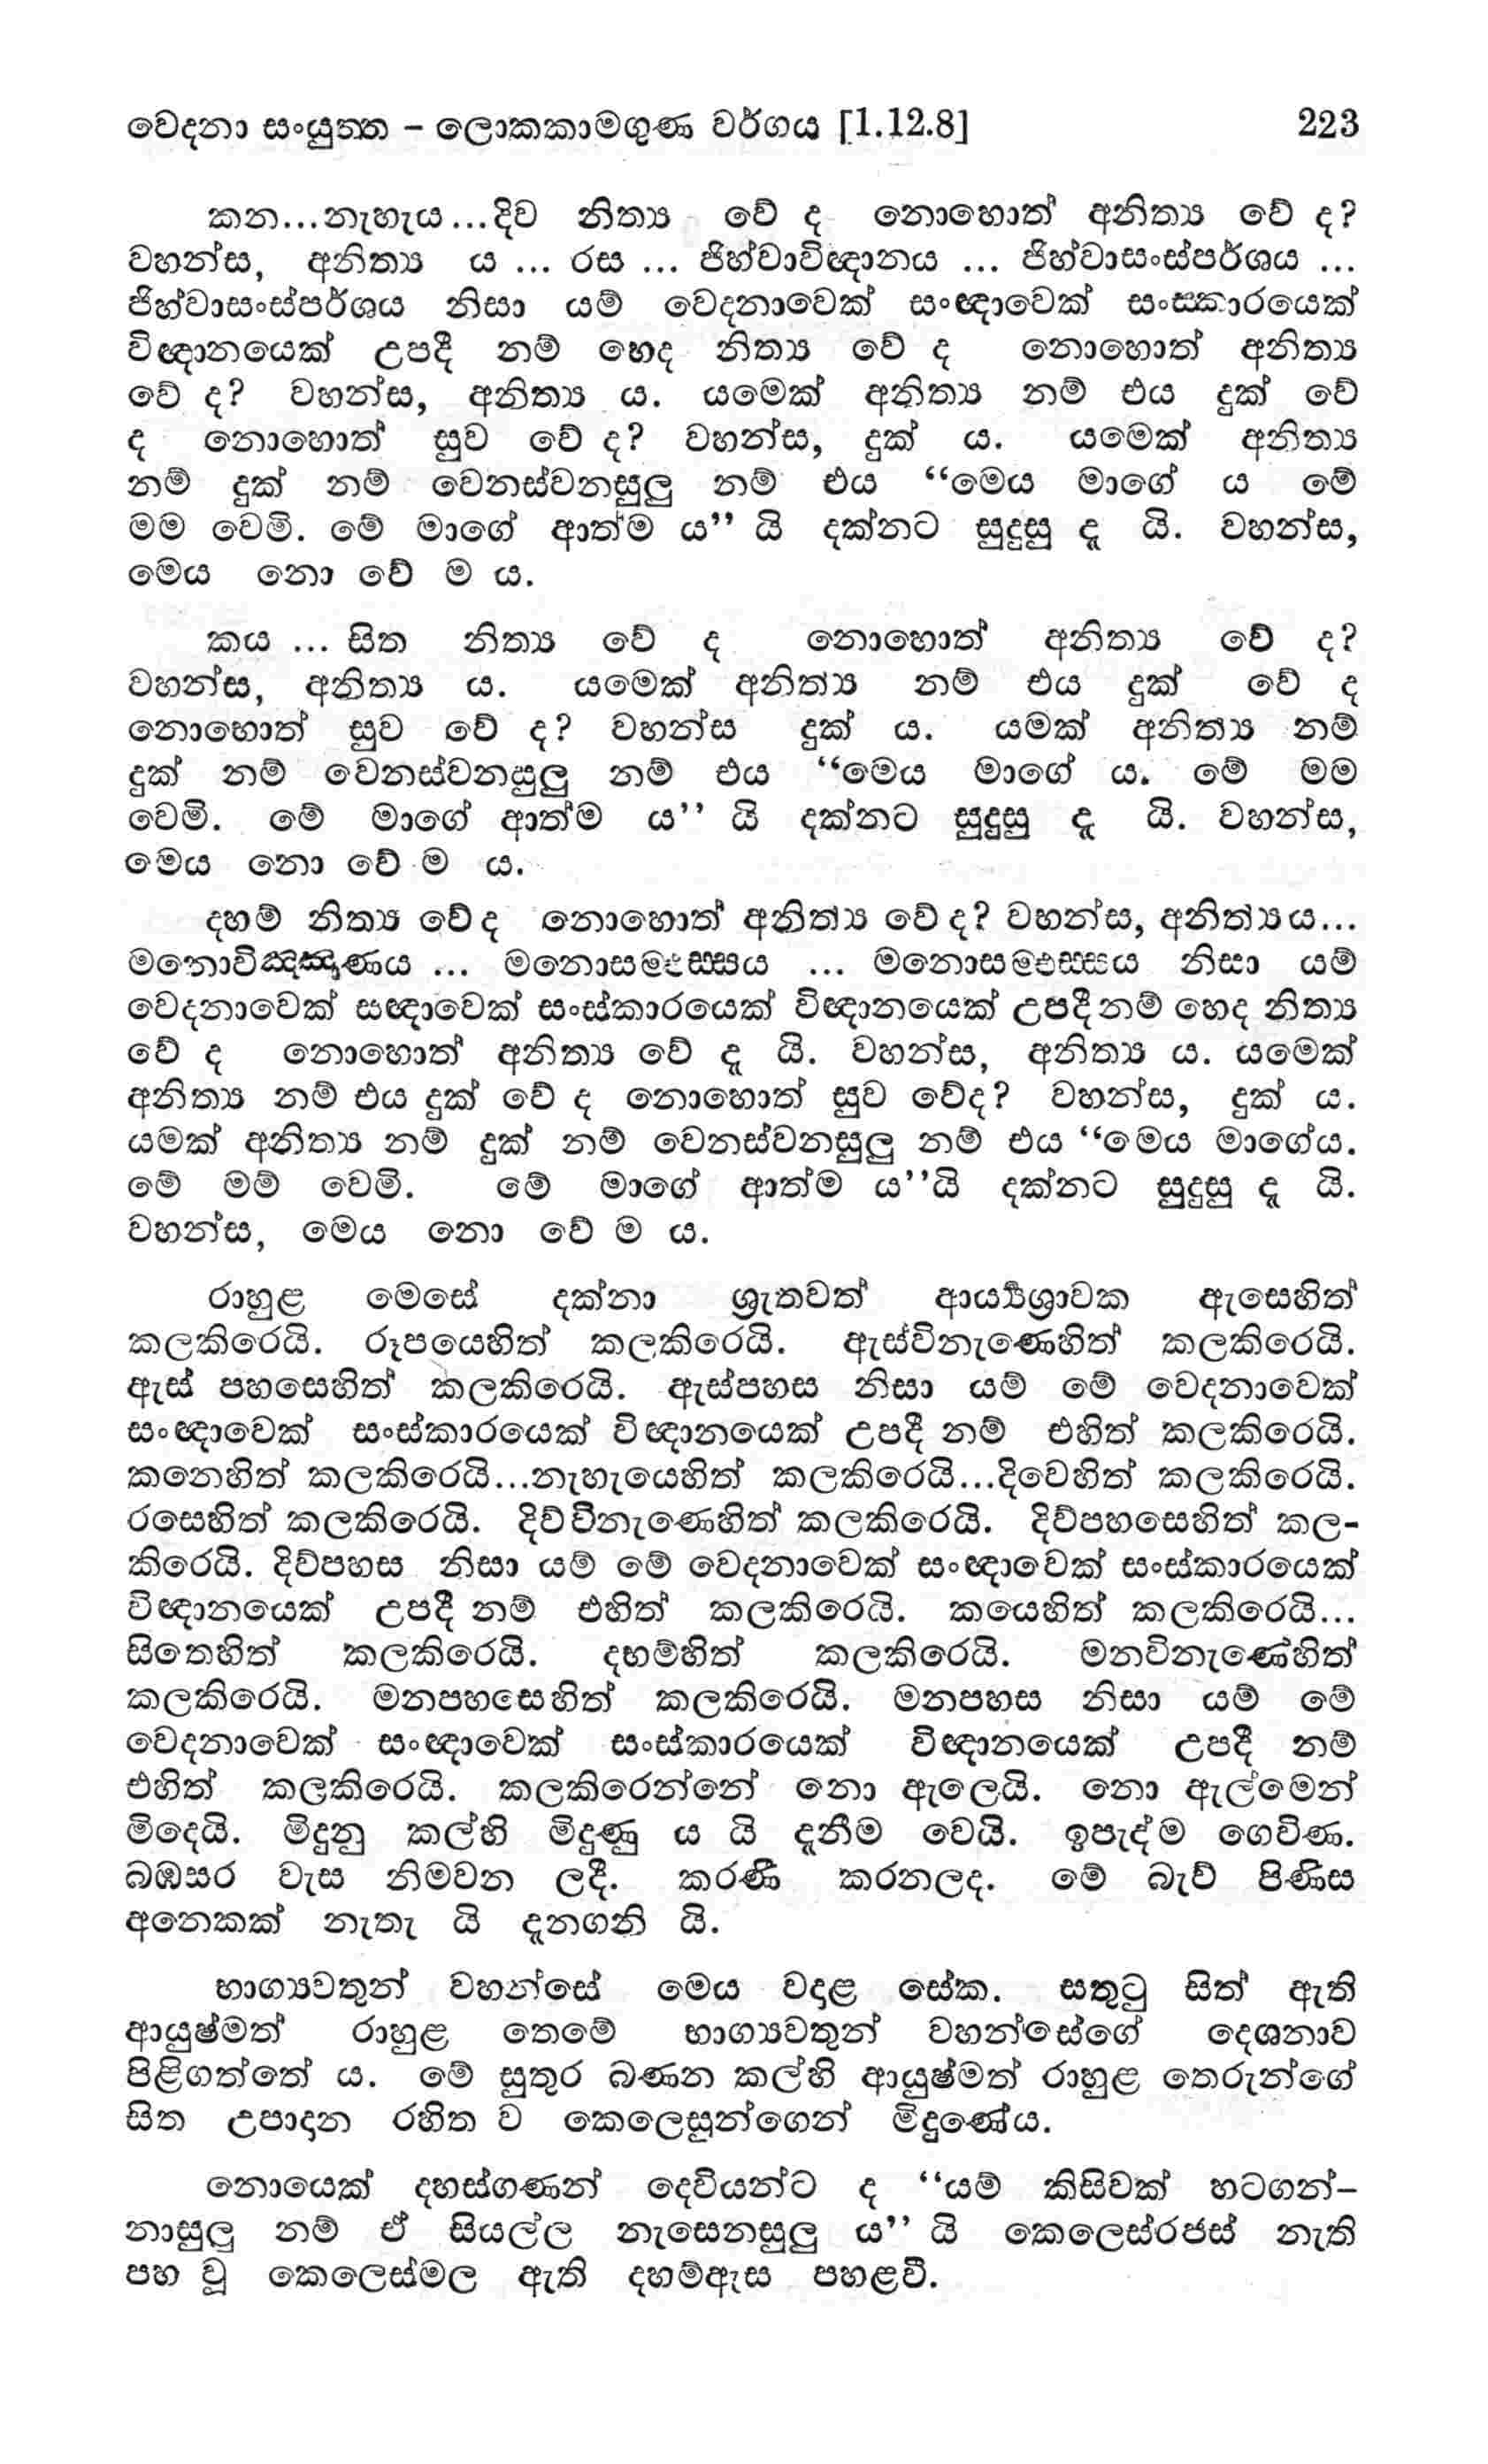 වෙදනා සංයුත්ත – ලොකකාමගුණ වර්ගය [1.12.8] 223
කන...නැහැය...දිව නිත්‍ය වේ ද නොහොත් අනිත්‍ය වේ ද?
වහන්ස, අනිත්‍ය ය ... රස ... ජිහ්වාවිඥානය ... ජිහ්වාසංස්පර්ශය ...
ජිහ්වාසංස්පර්ශය නිසා යම් වෙදනාවෙක් සංඥාවෙක් සංස්කාරයෙක්
විඥානයෙක් උපදී නම් හෙද නිත්‍ය වේ ද නොහොත් අනිත්‍ය
වේ ද? වහන්ස, අනිත්‍ය ය. යමෙක් අනිත්‍ය නම් එය දුක් වේ
ද නොහොත් සුව වේ ද? වහන්ස, දුක් ය. යමෙක් අනිත්‍ය
නම් දුක් නම් වෙනස්වනසුලු නම් එය “මෙය මාගේ ය මේ
මම වෙමි. මේ මාගේ ආත්ම ය” යි දක්නට සුදුසු දූ යි. වහන්ස,
මෙය නො වේ ම ය.
කය ... සිත නිත්‍ය වේ ද නොහොත් අනිත්‍ය වේ ද?
වහන්ස, අනිත්‍ය ය. යමෙක් අනිත්‍ය නම් එය දුක් වේ ද
නොහොත් සුව වේ ද? වහන්ස දුක් ය. යමක් අනිත්‍ය නම්
දුක් නම් වෙනස්වනසුලු නම් එය “මෙය මාගේ ය. මේ මම
වෙමි. මේ මාගේ ආත්ම ය” යි දක්නට සුදුසු දූ යි. වහන්ස,
මෙය නො වේ ම ය.
දහම් නිත්‍ය වේද නොහොත් අනිත්‍ය වේද? වහන්ස, අනිත්‍යය...
මනොවිඤ්ඤාණය ... මනොසම්ඵස්සය ... මනොසම්ඵස්සය නිසා යම්
වෙදනාවෙක් සඥාවෙක් සංස්කාරයෙක් විඥානයෙක් උපදීනම් හෙද නිත්‍ය
වේ ද නොහොත් අනිත්‍ය වේ දූ යි. වහන්ස, අනිත්‍ය ය. යමෙක්
අනිත්‍ය නම් එය දුක් වේ ද නොහොත් සුව වේද? වහන්ස, දුක් ය.
යමක් අනිත්‍ය නම් දුක් නම් වෙනස්වනසුලු නම් එය “මෙය මාගේය.
මේ මම් වෙමි. මේ මාගේ ආත්ම ය”යි දක්නට සුදුසු දූ යි.
වහන්ස, මෙය නො වේ ම ය.
රාහුළ මෙසේ දක්නා ශ්‍රැතවත් ආර්‍ය්‍යශ්‍රාවක ඇසෙහිත්
කලකිරෙයි. රූපයෙහිත් කලකිරෙයි. ඇස්විනැණෙහිත් කලකිරෙයි.
ඇස් පහසෙහිත් කලකිරෙයි. ඇස්පහස නිසා යම් මේ වෙදනාවෙක්
සංඥාවෙක් සංස්කාරයෙක් විඥානයෙක් උපදී නම් එහිත් කලකිරෙයි.
කනෙහිත් කලකිරෙයි...නැහැයෙහිත් කලකිරෙයි...දිවෙහිත් කලකිරෙයි.
රසෙහිත් කලකිරෙයි. දිව්විනැණෙහිත් කලකිරෙයි. දිව්පහසෙහිත් කල-
කිරෙයි. දිව්පහස නිසා යම් මේ වෙදනාවෙක් සංඥාවෙක් සංස්කාරයෙක්
විඥානයෙක් උපදී නම් එහිත් කලකිරෙයි. කයෙහිත් කලකිරෙයි...
සිතෙහිත් කලකිරෙයි. දහම්හිත් කලකිරෙයි. මනවිනැණේහිත්
කලකිරෙයි. මනපහසෙහිත් කලකිරෙයි. මනපහස නිසා යම් මේ
වෙදනාවෙක් සංඥාවෙක් සංස්කාරයෙක් විඥානයෙක් උපදී නම්
එහිත් කලකිරෙයි. කලකිරෙන්නේ නො ඇලෙයි. නො ඇල්මෙන්
මිදෙයි. මිදුනු කල්හි මිදුණු ය යි දැනීම වෙයි. ඉපැද්ම ගෙවිණ.
බඹසර වැස නිමවන ලදී. කරණී කරනලද. මේ බැව් පිණිස
අනෙකක් නැතැ යි දැනගනි යි.
භාග්‍යවතුන් වහන්සේ මෙය වදාළ සේක. සතුටු සිත් ඇති
ආයුෂ්මත් රාහුළ තෙමේ භාග්‍යවතුන් වහන්සේගේ දෙශනාව
පිළිගත්තේ ය. මේ සුතුර බණන කල්හි ආයුෂ්මත් රාහුළ තෙරුන්ගේ
සිත උපාදාන රහිත ව කෙලෙසුන්ගෙන් මිදුණේය.
නොයෙක් දහස්ගණන් දෙවියන්ට ද “යම් කිසිවක් හටගන්-
නාසුලු නම් ඒ සියල්ල නැසෙනසුලු ය” යි කෙලෙස්රජස් නැති
පහ වූ කෙලෙස්මල ඇති දහම්ඇස පහළවී.